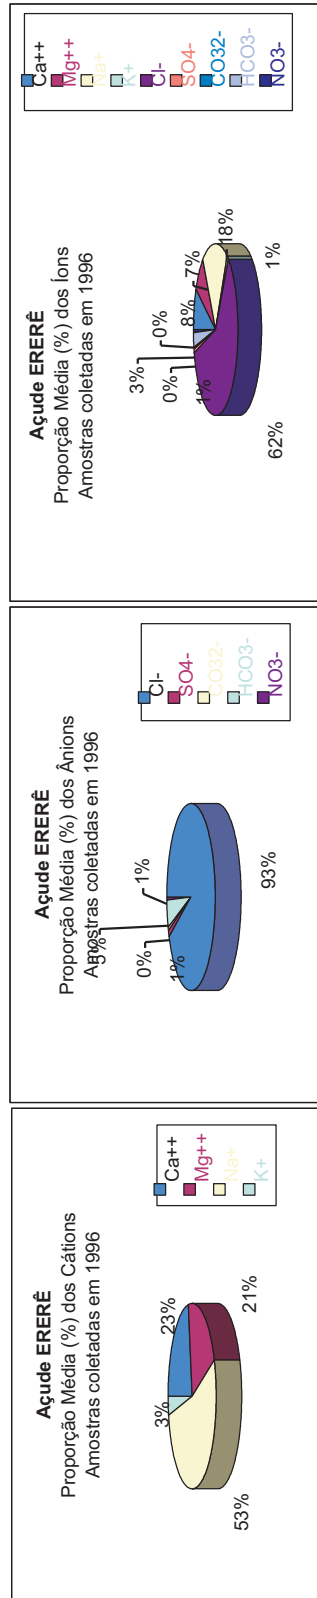 Açude ERERÊ
Proporção Média (%) dos Cátions
Amostras coletadas em 1996
3%
23%
53%
21%
Ca++
Mg++
Na+
K+
Açude ERERÊ
Proporção Média (%) dos Ânions
Amostras coletadas em 1996
5%
0%
1%
1%
93%
Cl-
SO4-
CO32-
HCO3-
NO3-
Açude ERERÊ
Proporção Média (%) dos Íons
Amostras coletadas em 1996
3%
0%
0%
1%
8%
7%
18%
1%
62%
Ca++
Mg++
Na+
K+
Cl-
SO4-
CO32-
HCO3-
NO3-